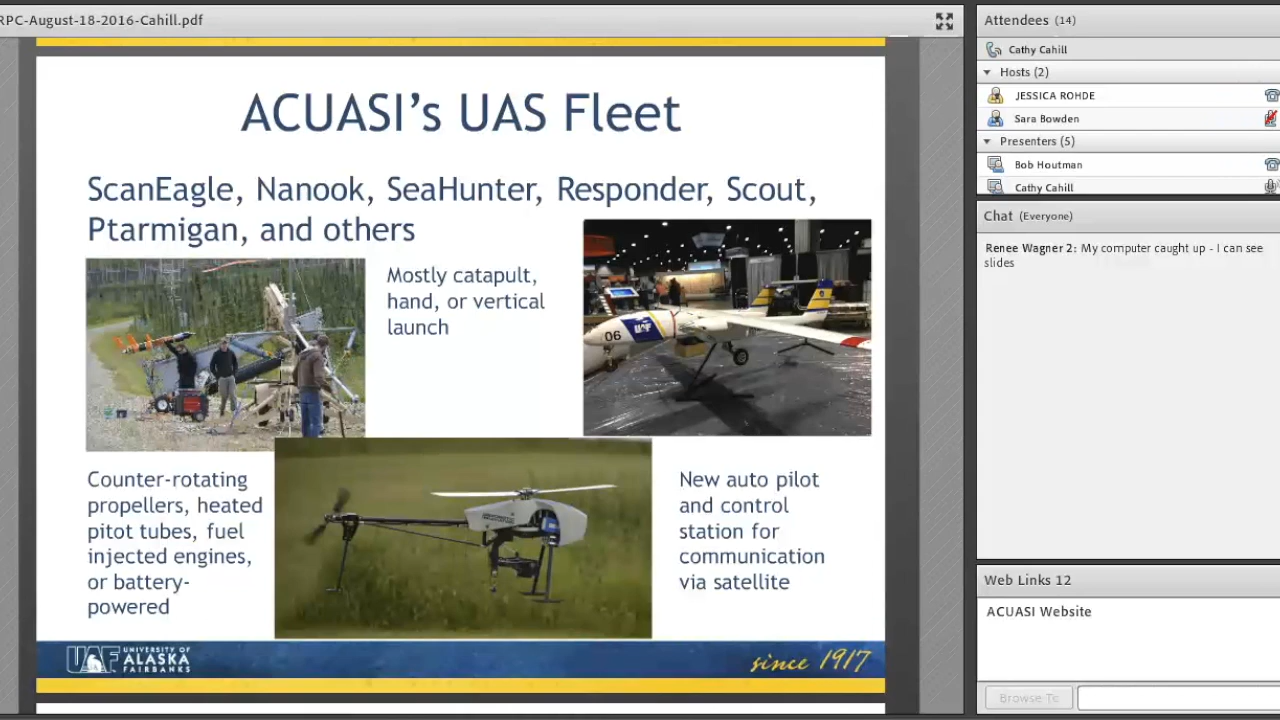 RPC-August-18-2016-Cahill.pdf
ACUASI's UAS Fleet
ScanEagle, Nanook, SeaHunter, Responder, Scout,
Ptarmigan, and others
Mostly catapult,
hand, or vertical
launch
06
UAF
Counter-rotating
propellers, heated
pitot tubes, fuel
injected engines,
or battery-
powered
New auto pilot
and control
station for
communication
via satellite
UAF
UNIVERSITY OF
ALASKA
FAIRBANKS
since 1917
Attendees (14)
Cathy Cahill
Hosts (2)
JESSICA ROHDE
Sara Bowden
Presenters (5)
Bob Houtman
Cathy Cahill
Chat (Everyone)
Renee Wagner 2: My computer caught up - I can see
slides
Web Links 12
ACUASI Website
Browse To